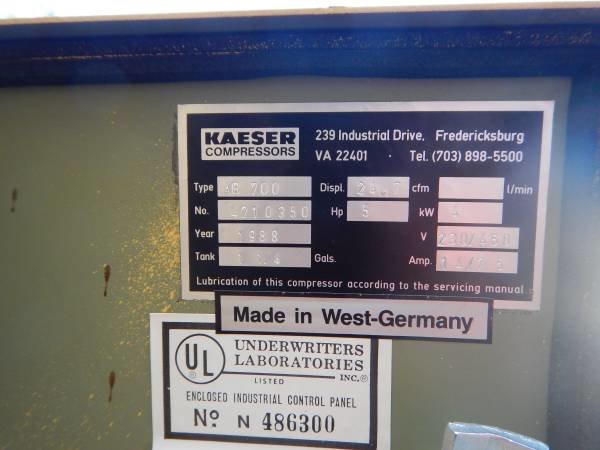 KAESER
COMPRESSORS
239 Industrial Drive, Fredericksburg
VA 22401 · Tel. (703) 898-5500
Type 700 Displ. cfm l/min
No. Hp 5 kW
Year 1988 V
Tank Gals. Amp.
Lubrication of this compressor according to the servicing manual
Made in West-Germany
UL
UNDERWRITERS
LABORATORIES
INC.®
LISTED
ENCLOSED INDUSTRIAL CONTROL PANEL
No. N 486300